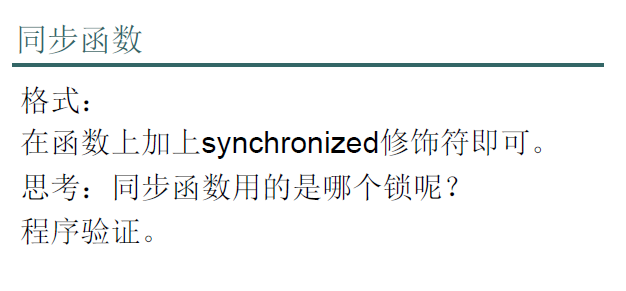 同步函数
格式：
在函数上加上synchronized修饰符即可。
思考：同步函数用的是哪个锁呢？
程序验证。